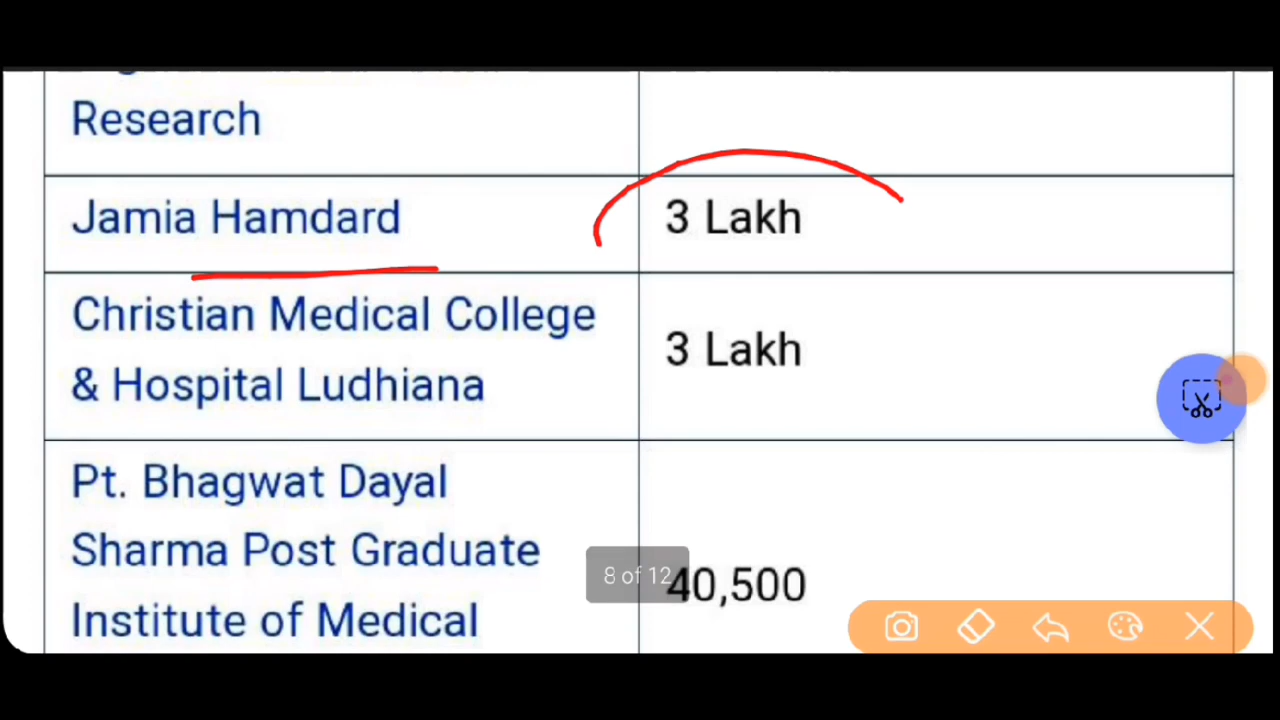 Research
Jamia Hamdard
3 Lakh
Christian Medical College
& Hospital Ludhiana
3 Lakh
Pt. Bhagwat Dayal
Sharma Post Graduate
Institute of Medical
40,500
8 of 12